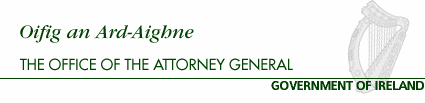 Oifig an Ard-Aighne
THE OFFICE OF THE ATTORNEY GENERAL
GOVERNMENT OF IRELAND